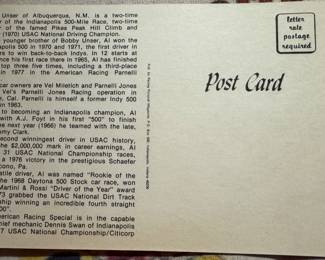 Unser of Albuquerque, N.M. is a two-time
of the Indianapolis 500-Mile Race, two-time
of the famed Pikes Peak Hill Climb and
(1970) USAC National Driving Champion.
younger brother of Bobby Unser, Al won the
500 in 1970 and 1971, the first driver in
to win back-to-back Indys. In 12 starts at
since his first race there in 1965, Al has finished
top three five times, including a third place
in 1977 in the American Racing Parnelli
car owners are Vel Miletich and Parnelli Jones
Vel's Parnelli Jones Racing operation in
Cal. Parnelli is himself a former Indy 500
in 1963.
to becoming an Indianapolis champion, Al
with A.J. Foyt in his first "500" to finish
the next year (1966) he teamed with the late,
Jimmy Clark.
second winningest driver in USAC history,
the $2,000,000 mark in career earnings, Al
31 USAC National Championship races,
a 1976 victory in the prestigious Schaefer
Pocono, Pa.
driver, Al was named "Rookie of the
the 1968 Daytona 500 Stock car race, won
Martini & Rossi "Driver of the Year" award
grabbed the USAC National Dirt Track
winning an incredible fourth straight
500".
American Racing Special is in the capable
chief mechanic Dennis Swan of Indianapolis
USAC National Championship/Citicorp
Post Card
letter
rate
postage
required